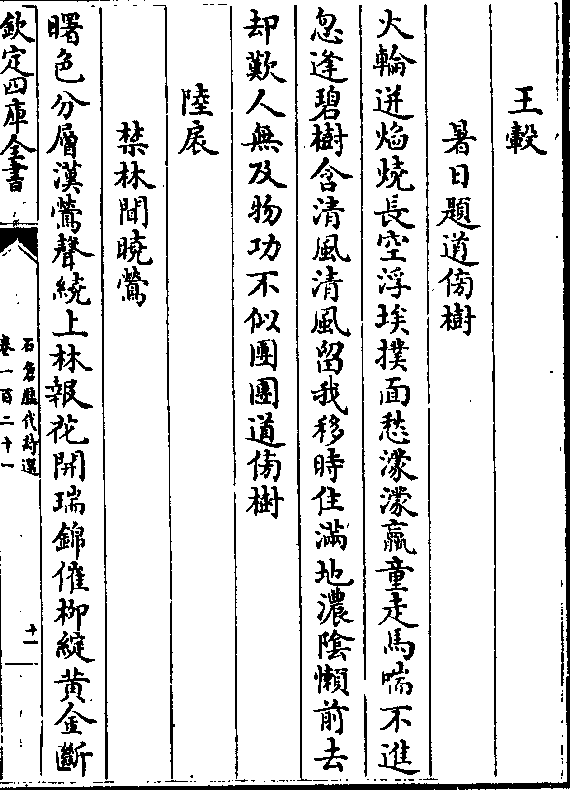 王轂
暑日題道傍樹
火輪迸焰燒長空浮埃撲面愁濛濛羸童走馬喘不進
忽逢碧樹含清風清風留我移時住滿地濃陰懶前去
却歎人無及物功不似團團道傍樹
陸扆
禁林聞曉鶯
曙色分層漢鶯聲繞上林報花開瑞錦催柳綻黃金斷
欽定四庫全書
石倉歷代詩選
卷一百二十一
十一